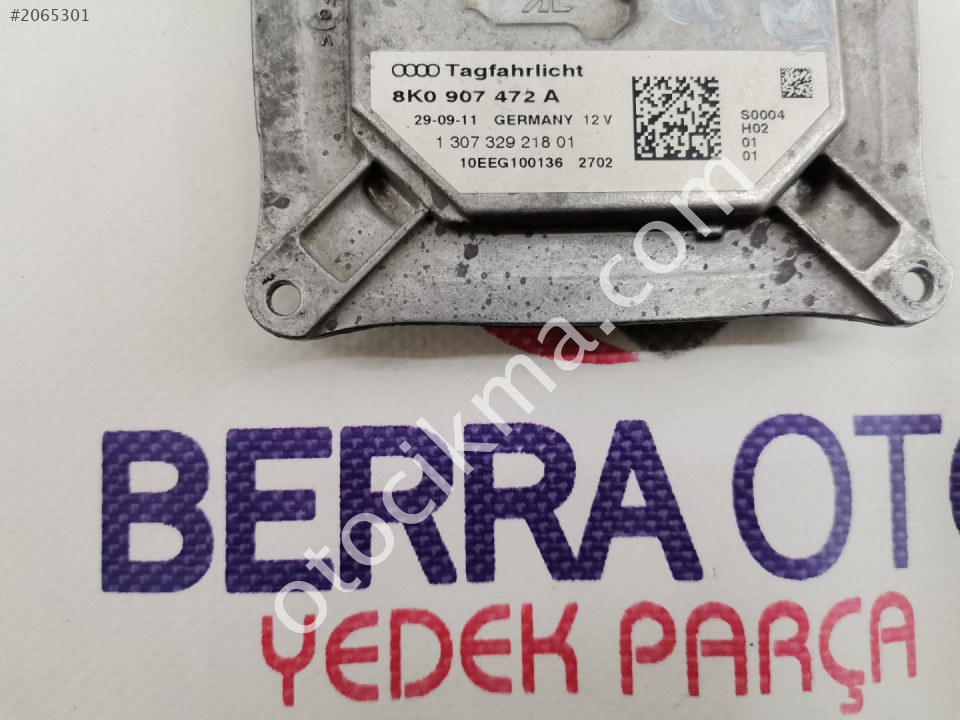 #2065301
Tagfahrlicht
8K0 907 472 A
29-09-11 GERMANY 12 V
1 307 329 218 01
10EEG100136 2702
S0004
H02
01
01
otocikma.com
BERRA OTO
YEDEK PARÇA